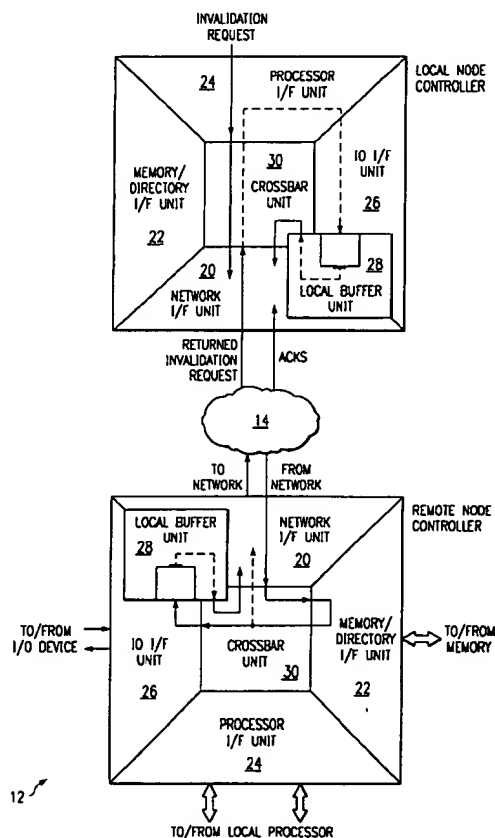 INVALIDATION
REQUEST
LOCAL NODE
CONTROLLER
24
PROCESSOR
I/F UNIT
30
CROSSBAR
UNIT
MEMORY/
DIRECTORY
I/F UNIT
22
IO I/F
UNIT
26
20
NETWORK
I/F UNIT
28
LOCAL BUFFER
UNIT
RETURNED
INVALIDATION
REQUEST
ACKS
14
TO
NETWORK
FROM
NETWORK
REMOTE NODE
CONTROLLER
LOCAL BUFFER
UNIT
28
NETWORK
I/F UNIT
20
TO/FROM
I/O DEVICE
IO I/F
UNIT
26
CROSSBAR
UNIT
30
MEMORY/
DIRECTORY
I/F UNIT
22
TO/FROM
MEMORY
PROCESSOR
I/F UNIT
24
12
TO/FROM LOCAL PROCESSOR